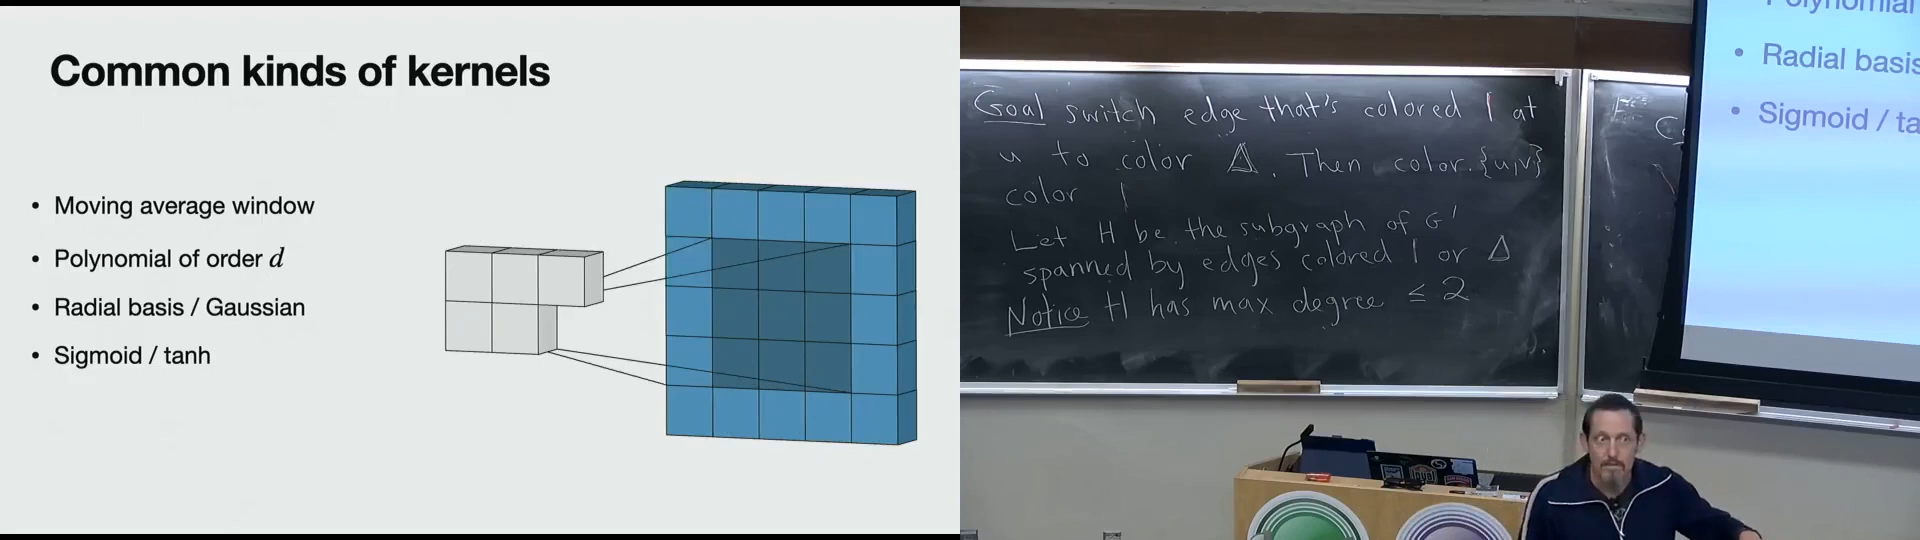 Common kinds of kernels
• Moving average window
• Polynomial of order d
• Radial basis / Gaussian
• Sigmoid / tanh
Goal switch edge that's colored 1 at
u to color Δ. Then color {u,v}
color 1
Let H be the subgraph of G'
spanned by edges colored 1 or Δ
Notice H has max degree ≤ 2
Polynomial
• Radial basis
• Sigmoid / ta